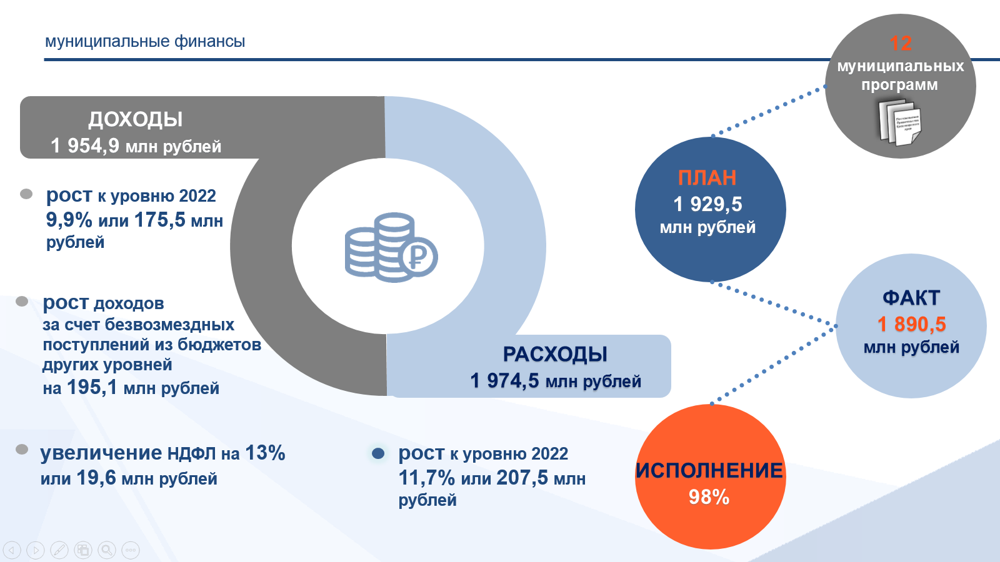 муниципальные финансы
12
муниципальных
программ
ДОХОДЫ
1 954,9 млн рублей
рост к уровню 2022
9,9% или 175,5 млн
рублей
рост доходов
за счет безвозмездных
поступлений из бюджетов
других уровней
на 195,1 млн рублей
увеличение НДФЛ на 13%
или 19,6 млн рублей
РАСХОДЫ
1 974,5 млн рублей
рост к уровню 2022
11,7% или 207,5 млн
рублей
ПЛАН
1 929,5
млн рублей
ФАКТ
1 890,5
млн рублей
ИСПОЛНЕНИЕ
98%